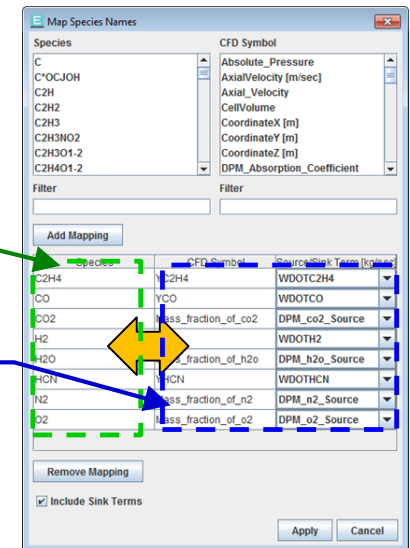 E Map Species Names
Species CFD Symbol
C Absolute_Pressure
C*OCJOH AxialVelocity [m/sec]
C2H Axial_Velocity
C2H2 CellVolume
C2H3 CoordinateX [m]
C2H3NO2 CoordinateY [m]
C2H3O1-2 CoordinateZ [m]
C2H4O1-2 DPM_Absorption_Coefficient
Filter Filter
Add Mapping
Species CFD Symbol Source/Sink Term [kg/sec]
C2H4 YC2H4 WDOTC2H4
CO YCO WDOTCO
CO2 Mass_fraction_of_co2 DPM_co2_Source
H2 WDOTH2
H2O fraction_of_h2o DPM_h2o_Source
HCN YHCN WDOTHCN
N2 Mass_fraction_of_n2 DPM_n2_Source
O2 Mass_fraction_of_o2 DPM_o2_Source
Remove Mapping
Include Sink Terms
Apply Cancel